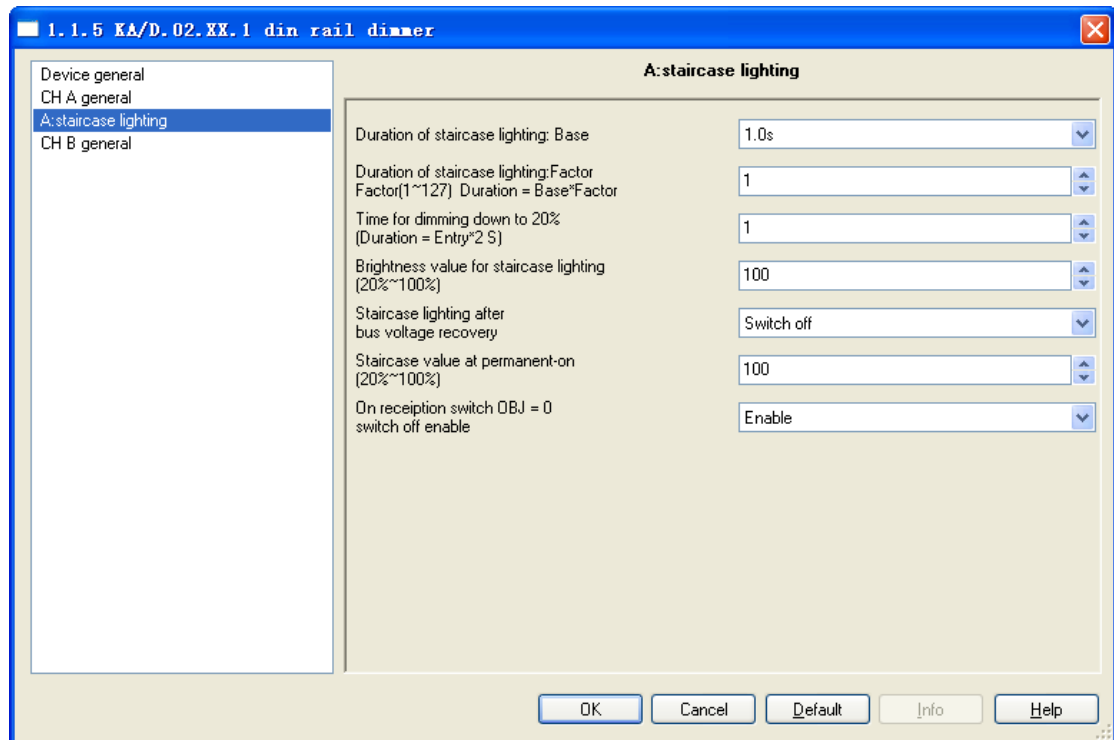 1.1.5 KA/D.02.XX.1 din rail dimmer
Device general
CH A general
A:staircase lighting
CH B general
A:staircase lighting
Duration of staircase lighting: Base
1.0s
Duration of staircase lighting:Factor
Factor(1~127) Duration = Base*Factor
1
Time for dimming down to 20%
(Duration = Entry*2 S)
1
Brightness value for staircase lighting
(20%~100%)
100
Staircase lighting after
bus voltage recovery
Switch off
Staircase value at permanent-on
(20%~100%)
100
On receiption switch OBJ = 0
switch off enable
Enable
OK
Cancel
Default
Info
Help